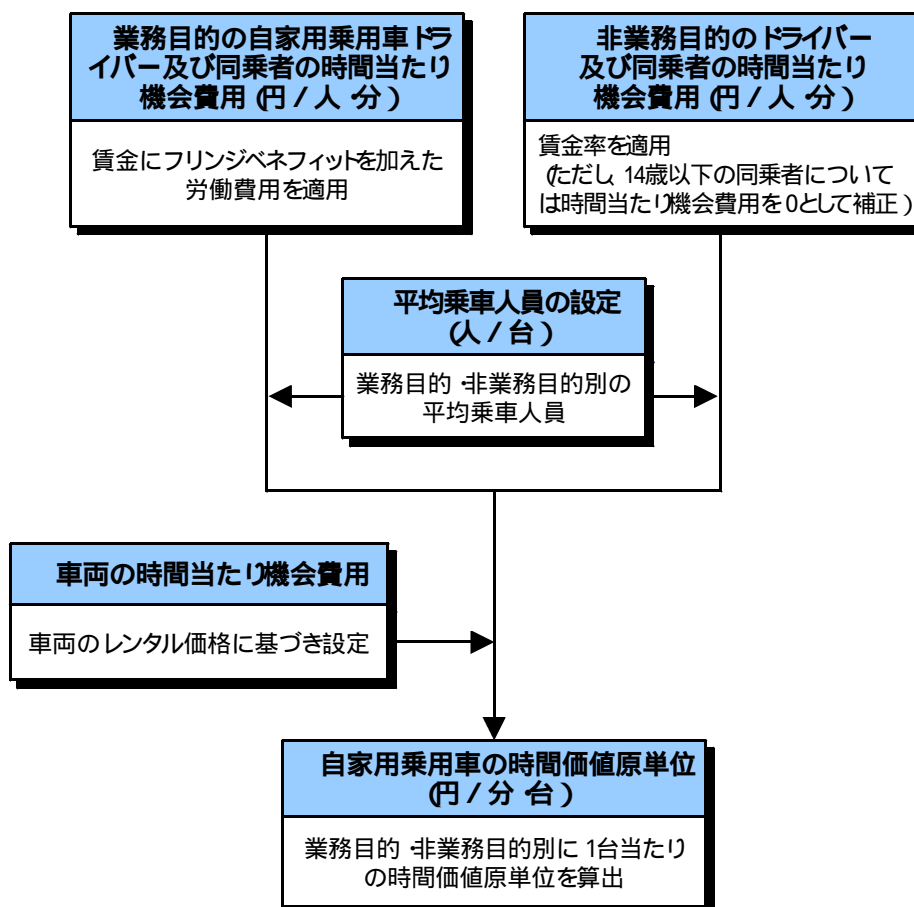 業務目的の自家用乗用車ドラ
イバー及び同乗者の時間当たり
機会費用(円/人・分)
賃金にフリンジベネフィットを加えた
労働費用を適用
非業務目的のドライバー
及び同乗者の時間当たり
機会費用(円/人・分)
賃金率を適用
(ただし、14歳以下の同乗者について
は時間当たり機会費用を0として補正)
平均乗車人員の設定
(人/台)
業務目的・非業務目的別の
平均乗車人員
車両の時間当たり機会費用
車両のレンタル価格に基づき設定
自家用乗用車の時間価値原単位
(円/分・台)
業務目的・非業務目的別に1台当たり
の時間価値原単位を算出